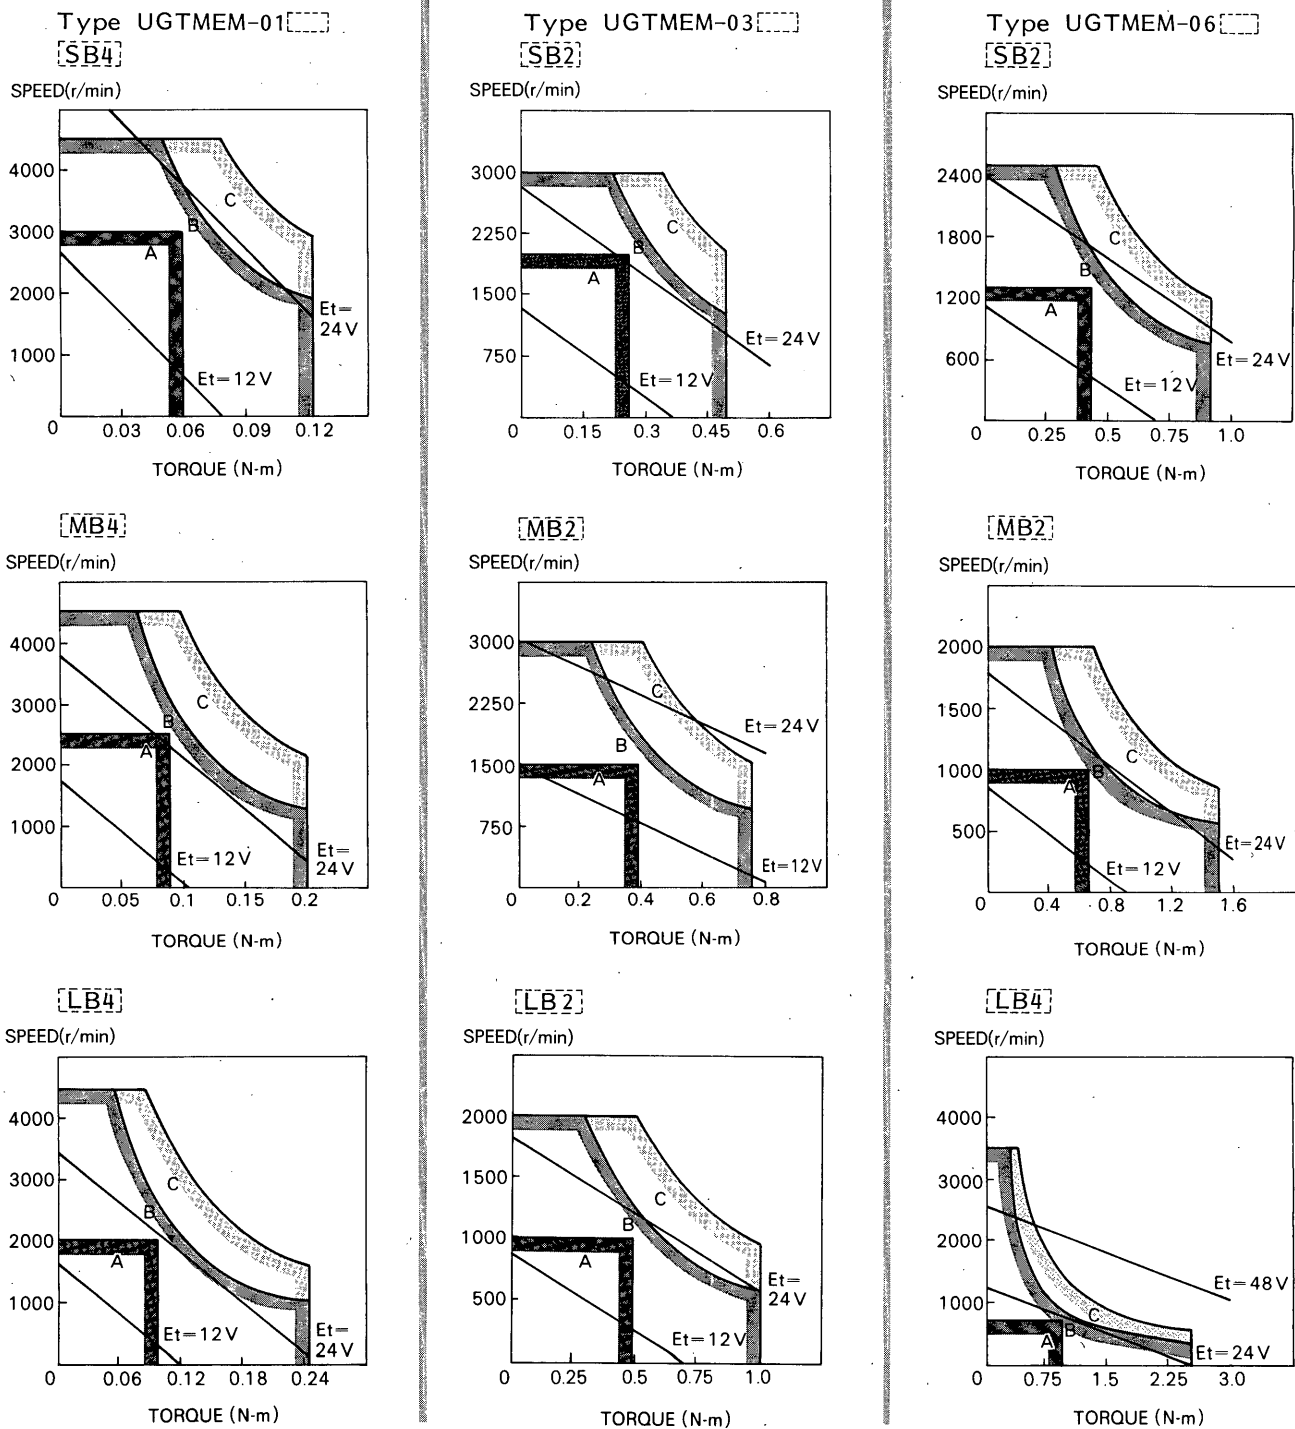 Type UGTMEM-01
SB4
SPEED(r/min)
4000
3000
2000
1000
C
B
A
Et=
24V
Et=12V
0 0.03 0.06 0.09 0.12
TORQUE (N-m)
MB4
SPEED(r/min)
4000
3000
2000
1000
C
B
A
Et=12V
Et=
24V
0 0.05 0.1 0.15 0.2
TORQUE (N-m)
LB4
SPEED(r/min)
4000
3000
2000
1000
C
B
A
Et=12V
Et=
24V
0 0.06 0.12 0.18 0.24
TORQUE (N-m)
Type UGTMEM-03
SB2
SPEED(r/min)
3000
2250
1500
750
C
B
A
Et=24V
Et=12V
0 0.15 0.3 0.45 0.6
TORQUE (N-m)
MB2
SPEED(r/min)
3000
2250
1500
750
C
B
A
Et=24V
Et=12V
0 0.2 0.4 0.6 0.8
TORQUE (N-m)
LB2
SPEED(r/min)
2000
1500
1000
500
C
B
A
Et=
24V
Et=12V
0 0.25 0.5 0.75 1.0
TORQUE (N-m)
Type UGTMEM-06
SB2
SPEED(r/min)
2400
1800
1200
600
C
B
A
Et=24V
Et=12V
0 0.25 0.5 0.75 1.0
TORQUE (N-m)
MB2
SPEED(r/min)
2000
1500
1000
500
C
B
A
Et=24V
Et=12V
0 0.4 0.8 1.2 1.6
TORQUE (N-m)
LB4
SPEED(r/min)
4000
3000
2000
1000
C
B
A
Et=48V
Et=24V
0 0.75 1.5 2.25 3.0
TORQUE (N-m)